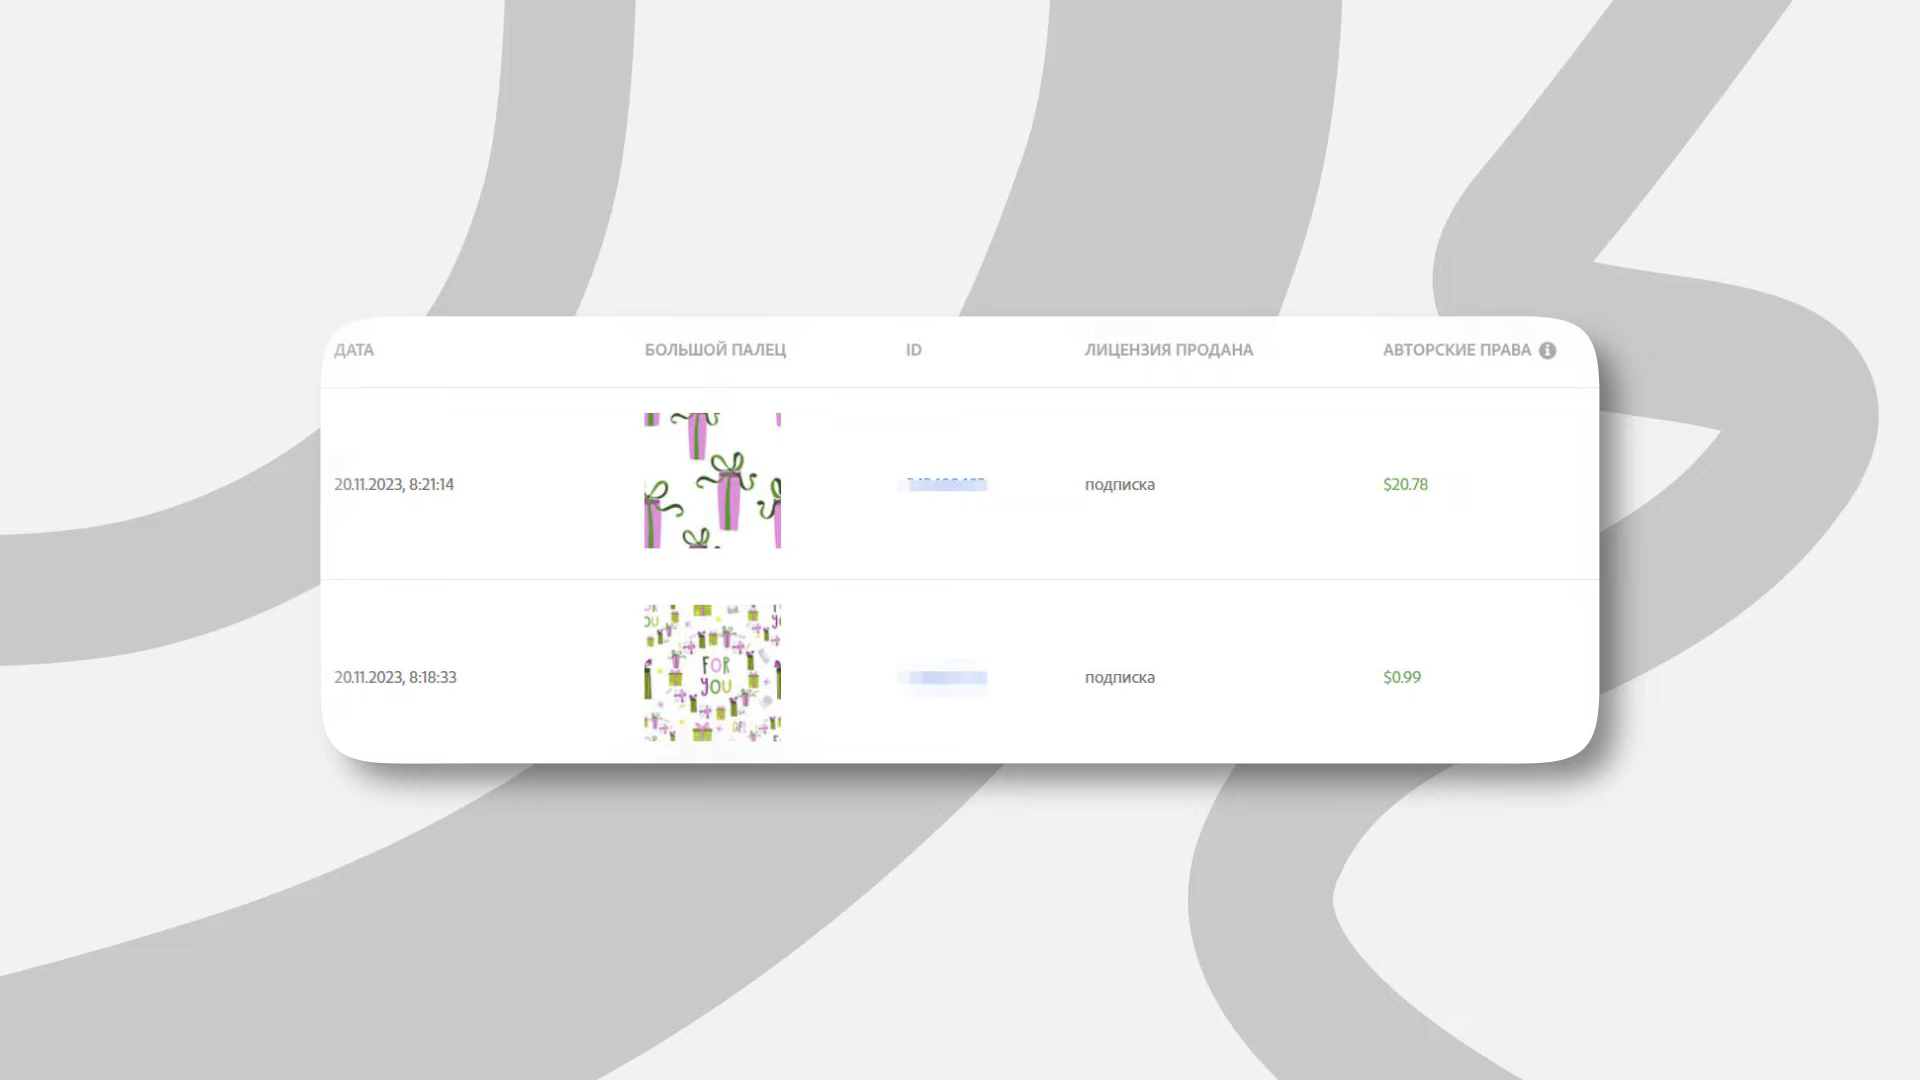 ДАТА БОЛЬШОЙ ПАЛЕЦ ID ЛИЦЕНЗИЯ ПРОДАНА АВТОРСКИЕ ПРАВА
20.11.2023, 8:21:14 подписка $20.78
FOR
YOU
20.11.2023, 8:18:33 подписка $0.99